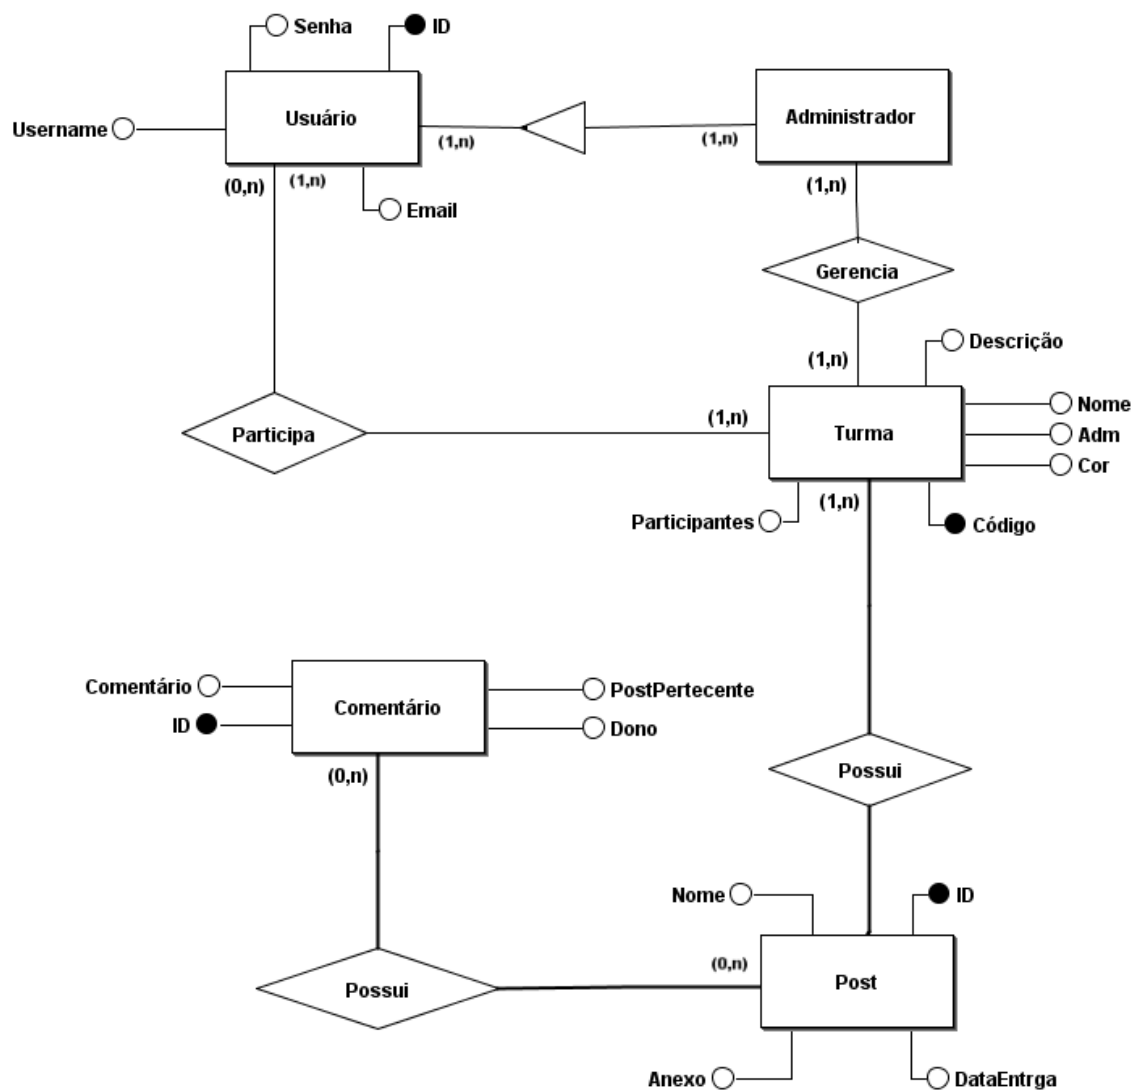 Senha
ID
Usuário
Administrador
Username
(1,n)
(1,n)
(0,n)
(1,n)
(1,n)
Email
Gerencia
Descrição
(1,n)
Nome
(1,n)
Participa
Turma
Adm
Cor
(1,n)
Participantes
Código
Comentário
PostPertecente
Comentário
ID
Dono
(0,n)
Possui
Nome
ID
(0,n)
Post
Possui
Anexo
DataEntrga